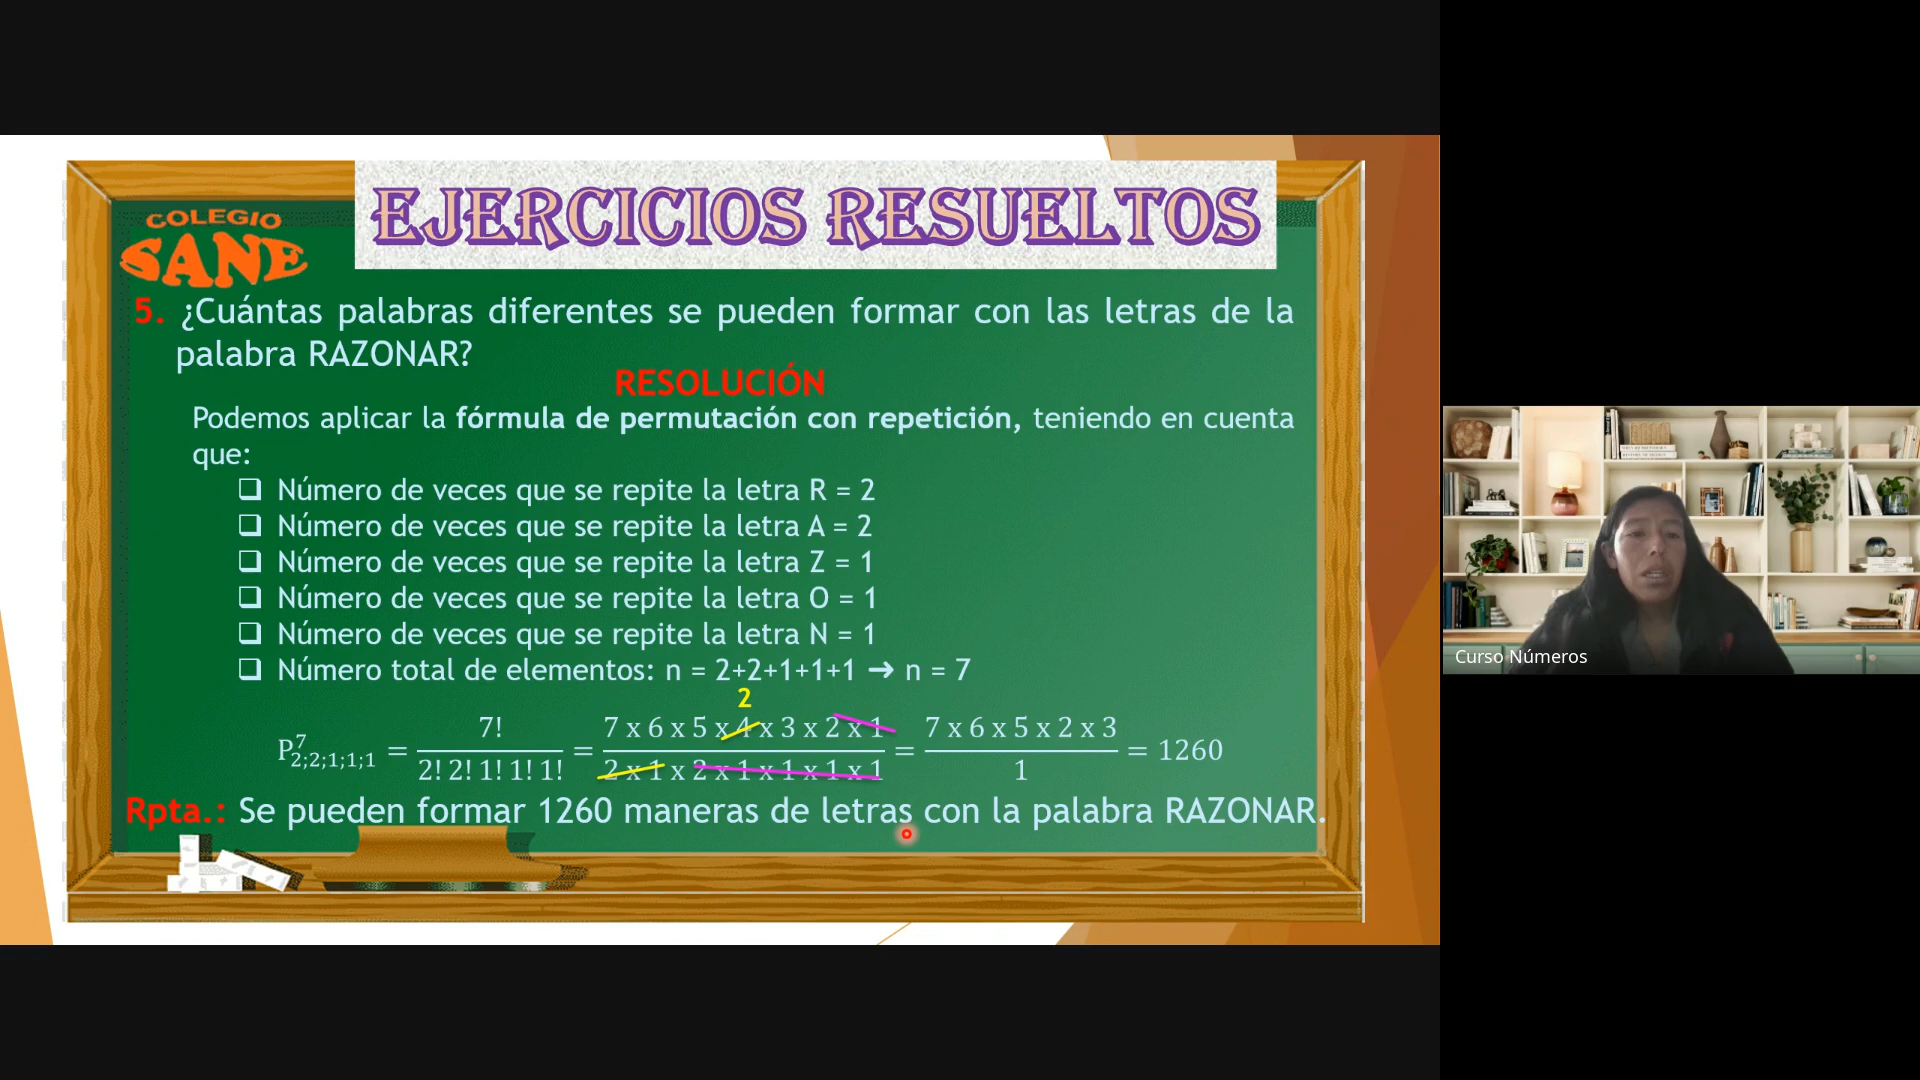 EJERCICIOS RESUELTOS
COLEGIO
SANE
5. ¿Cuántas palabras diferentes se pueden formar con las letras de la
palabra RAZONAR?
RESOLUCIÓN
Podemos aplicar la fórmula de permutación con repetición, teniendo en cuenta
que:
❑ Número de veces que se repite la letra R = 2
❑ Número de veces que se repite la letra A = 2
❑ Número de veces que se repite la letra Z = 1
❑ Número de veces que se repite la letra O = 1
❑ Número de veces que se repite la letra N = 1
❑ Número total de elementos: n = 2+2+1+1+1 → n = 7
2
7! 7 x 6 x 5 x 4 x 3 x 2 x 1 7 x 6 x 5 x 2 x 3
P 7 2;2;1;1;1 = = = = 1260
2! 2! 1! 1! 1! 2 x 1 x 2 x 1 x 1 x 1 x 1 1
Rpta.: Se pueden formar 1260 maneras de letras con la palabra RAZONAR.
Curso Números